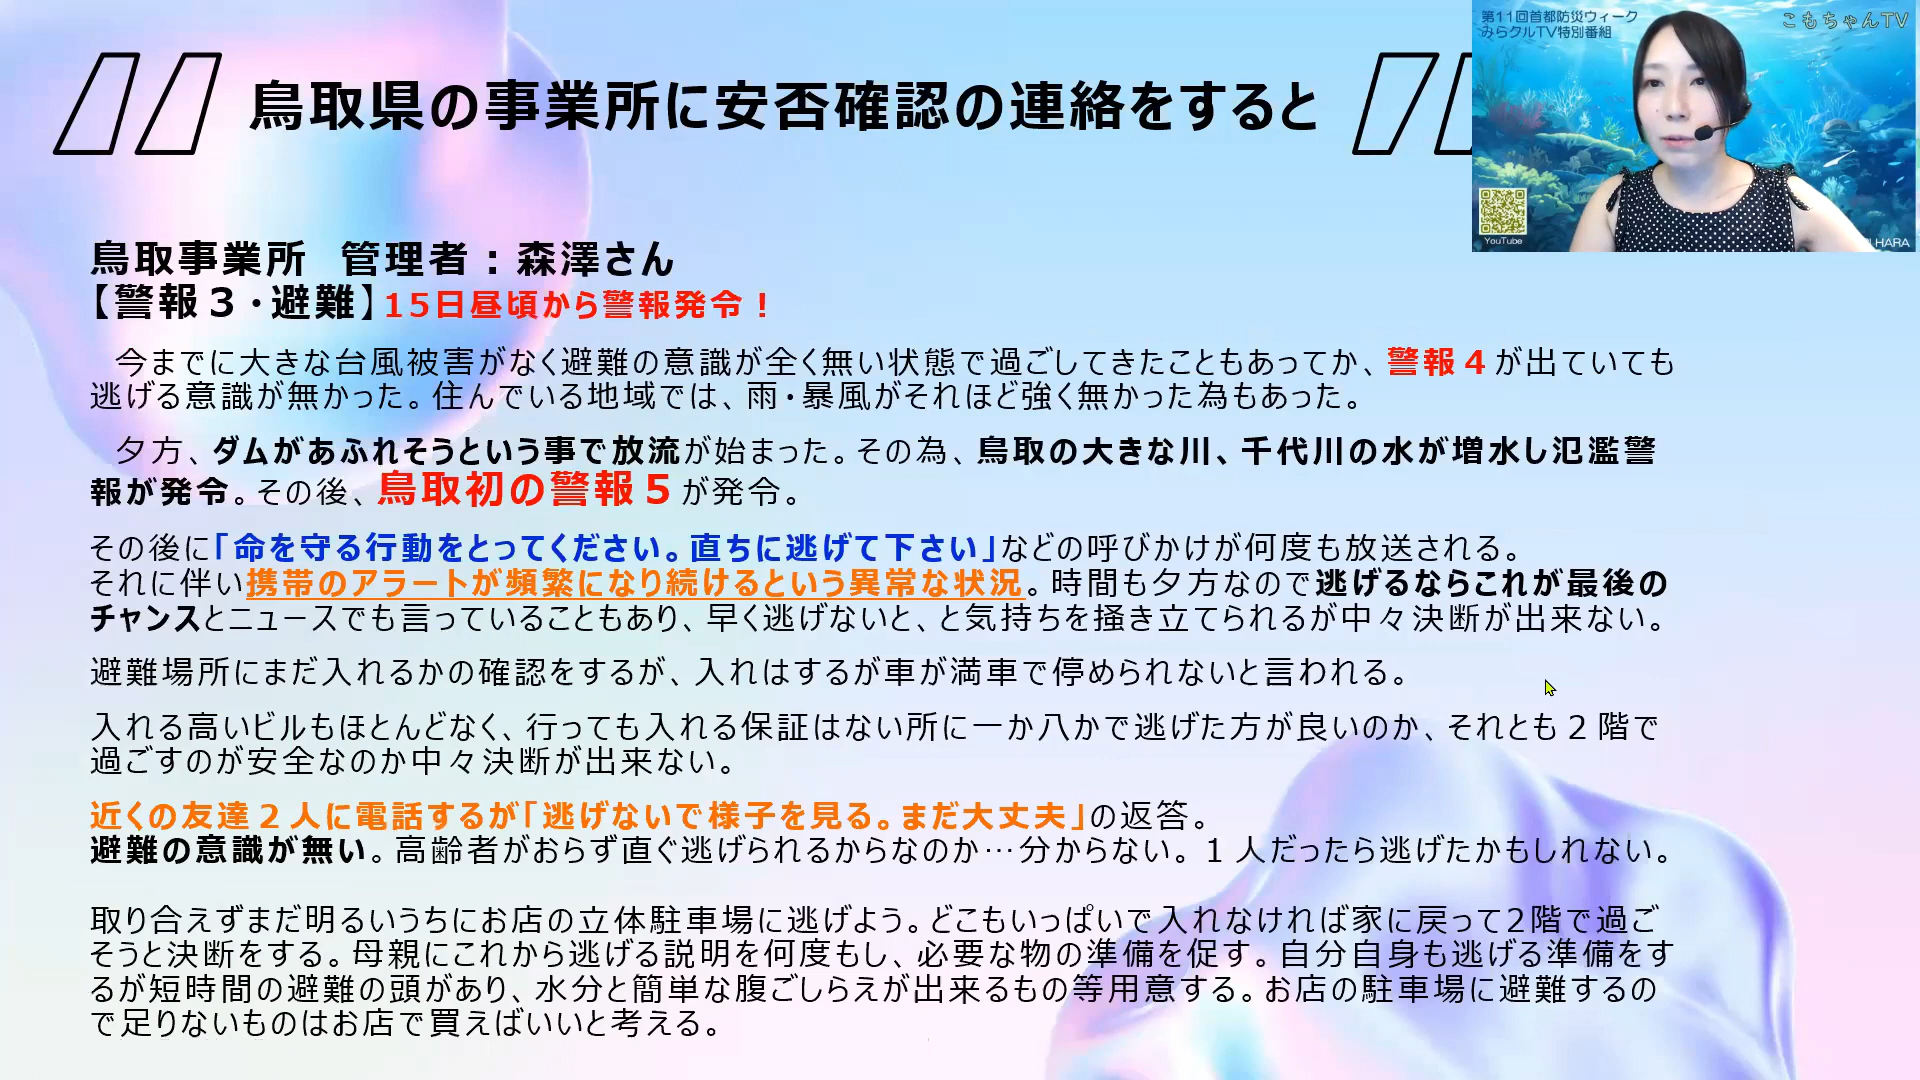 鳥取県の事業所に安否確認の連絡をすると
第11回首都防災ウィーク
みらクルTV特別番組
こもちゃんTV
YouTube
HARA
鳥取事業所　管理者：森澤さん
【警報３・避難】15日昼頃から警報発令！
今までに大きな台風被害がなく避難の意識が全く無い状態で過ごしてきたこともあってか、警報４が出ていても
逃げる意識が無かった。住んでいる地域では、雨・暴風がそれほど強く無かった為もあった。
夕方、ダムがあふれそうという事で放流が始まった。その為、鳥取の大きな川、千代川の水が増水し氾濫警
報が発令。その後、鳥取初の警報５が発令。
その後に「命を守る行動をとってください。直ちに逃げて下さい」などの呼びかけが何度も放送される。
それに伴い携帯のアラートが頻繁になり続けるという異常な状況。時間も夕方なので逃げるならこれが最後の
チャンスとニュースでも言っていることもあり、早く逃げないと、と気持ちを掻き立てられるが中々決断が出来ない。
避難場所にまだ入れるかの確認をするが、入れはするが車が満車で停められないと言われる。
入れる高いビルもほとんどなく、行っても入れる保証はない所に一か八かで逃げた方が良いのか、それとも２階で
過ごすのが安全なのか中々決断が出来ない。
近くの友達２人に電話するが「逃げないで様子を見る。まだ大丈夫」の返答。
避難の意識が無い。高齢者がおらず直ぐ逃げられるからなのか…分からない。１人だったら逃げたかもしれない。
取り合えずまだ明るいうちにお店の立体駐車場に逃げよう。どこもいっぱいで入れなければ家に戻って2階で過ご
そうと決断をする。母親にこれから逃げる説明を何度もし、必要な物の準備を促す。自分自身も逃げる準備をす
るが短時間の避難の頭があり、水分と簡単な腹ごしらえが出来るもの等用意する。お店の駐車場に避難するの
で足りないものはお店で買えばいいと考える。